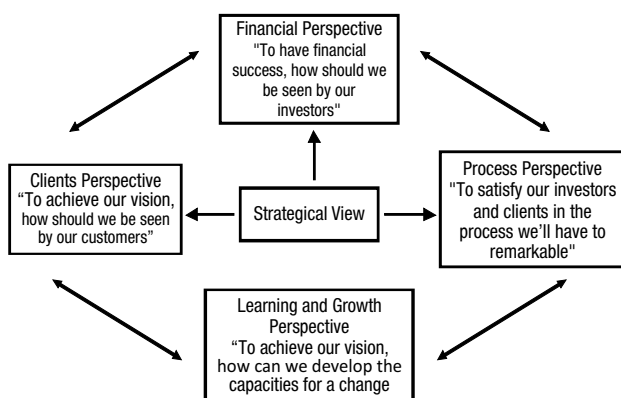 Financial Perspective
"To have financial
success, how should we
be seen by our
investors"
Clients Perspective
“To achieve our vision,
how should we be seen
by our customers”
Strategical View
Process Perspective
"To satisfy our investors
and clients in the
process we’ll have to
remarkable"
Learning and Growth
Perspective
“To achieve our vision,
how can we develop the
capacities for a change